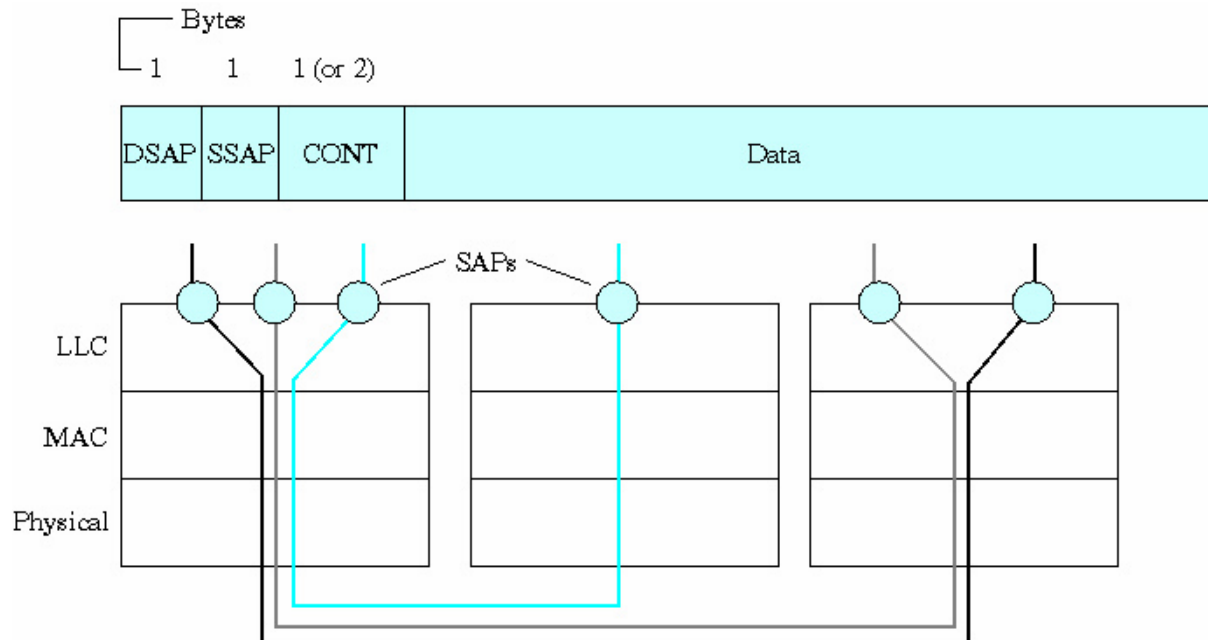 Bytes
1 1 1 (or 2)
DSAP SSAP CONT Data
SAPs
LLC
MAC
Physical